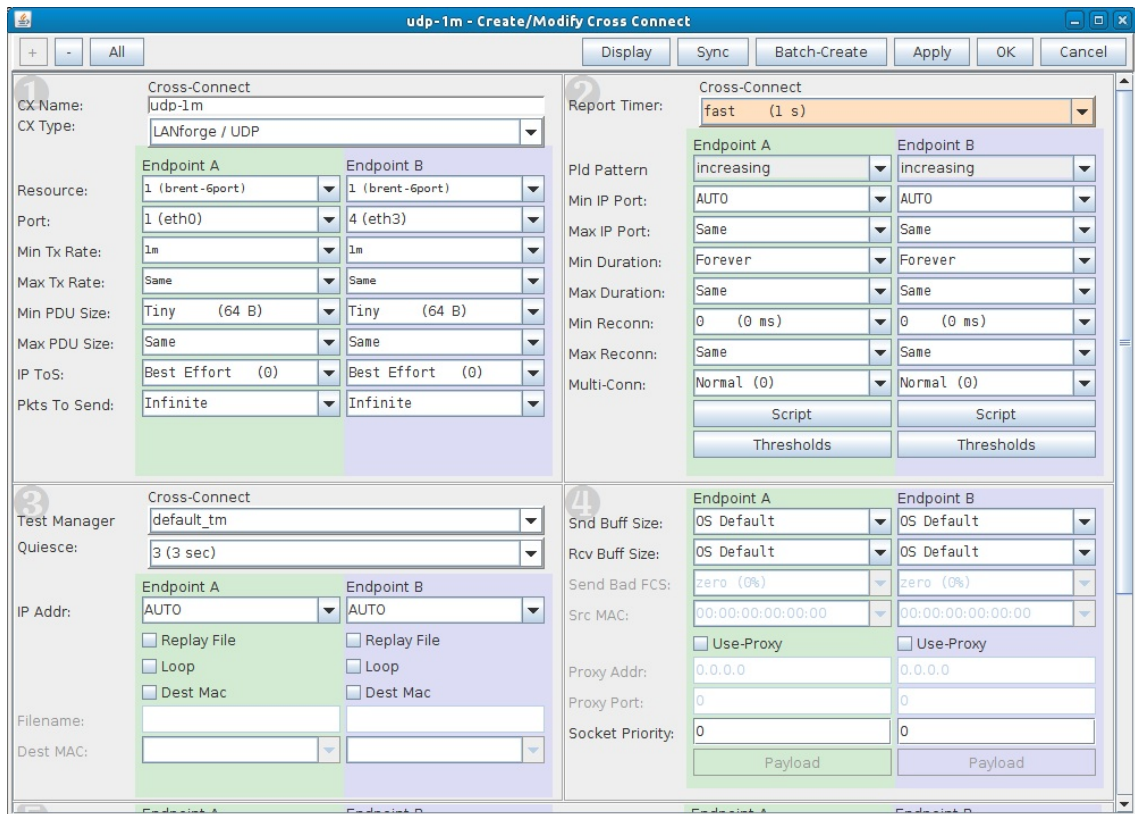 udp-1m - Create/Modify Cross Connect
+ - All Display Sync Batch-Create Apply OK Cancel
1
Cross-Connect
CX Name: udp-1m
CX Type: LANforge / UDP
Endpoint A Endpoint B
Resource: 1 (brent-6port) 1 (brent-6port)
Port: 1 (eth0) 4 (eth3)
Min Tx Rate: 1m 1m
Max Tx Rate: Same Same
Min PDU Size: Tiny (64 B) Tiny (64 B)
Max PDU Size: Same Same
IP ToS: Best Effort (0) Best Effort (0)
Pkts To Send: Infinite Infinite
2
Cross-Connect
Report Timer: fast (1 s)
Endpoint A Endpoint B
Pld Pattern increasing increasing
Min IP Port: AUTO AUTO
Max IP Port: Same Same
Min Duration: Forever Forever
Max Duration: Same Same
Min Reconn: 0 (0 ms) 0 (0 ms)
Max Reconn: Same Same
Multi-Conn: Normal (0) Normal (0)
Script Script
Thresholds Thresholds
3
Cross-Connect
Test Manager default_tm
Quiesce: 3 (3 sec)
Endpoint A Endpoint B
IP Addr: AUTO AUTO
Replay File Replay File
Loop Loop
Dest Mac Dest Mac
Filename:
Dest MAC:
4
Endpoint A Endpoint B
Snd Buff Size: OS Default OS Default
Rcv Buff Size: OS Default OS Default
Send Bad FCS: zero (0%) zero (0%)
Src MAC: 00:00:00:00:00:00 00:00:00:00:00:00
Use-Proxy Use-Proxy
Proxy Addr: 0.0.0.0 0.0.0.0
Proxy Port: 0 0
Socket Priority: 0 0
Payload Payload
5
Endpoint A Endpoint B Endpoint A Endpoint B